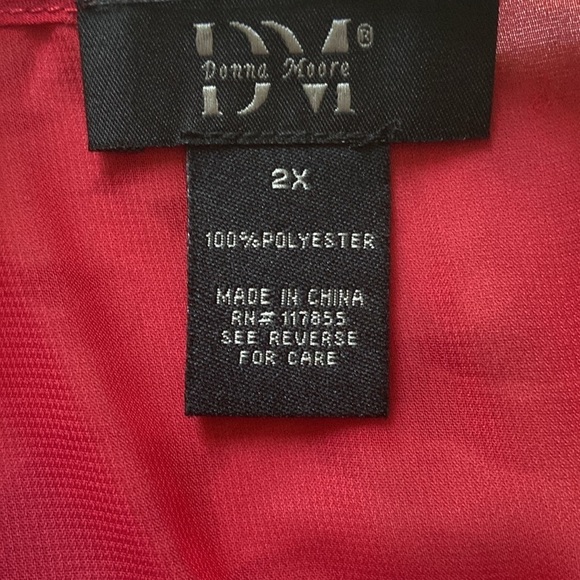 DM®
Donna Moore
2X
100%POLYESTER
MADE IN CHINA
RN# 117855
SEE REVERSE
FOR CARE